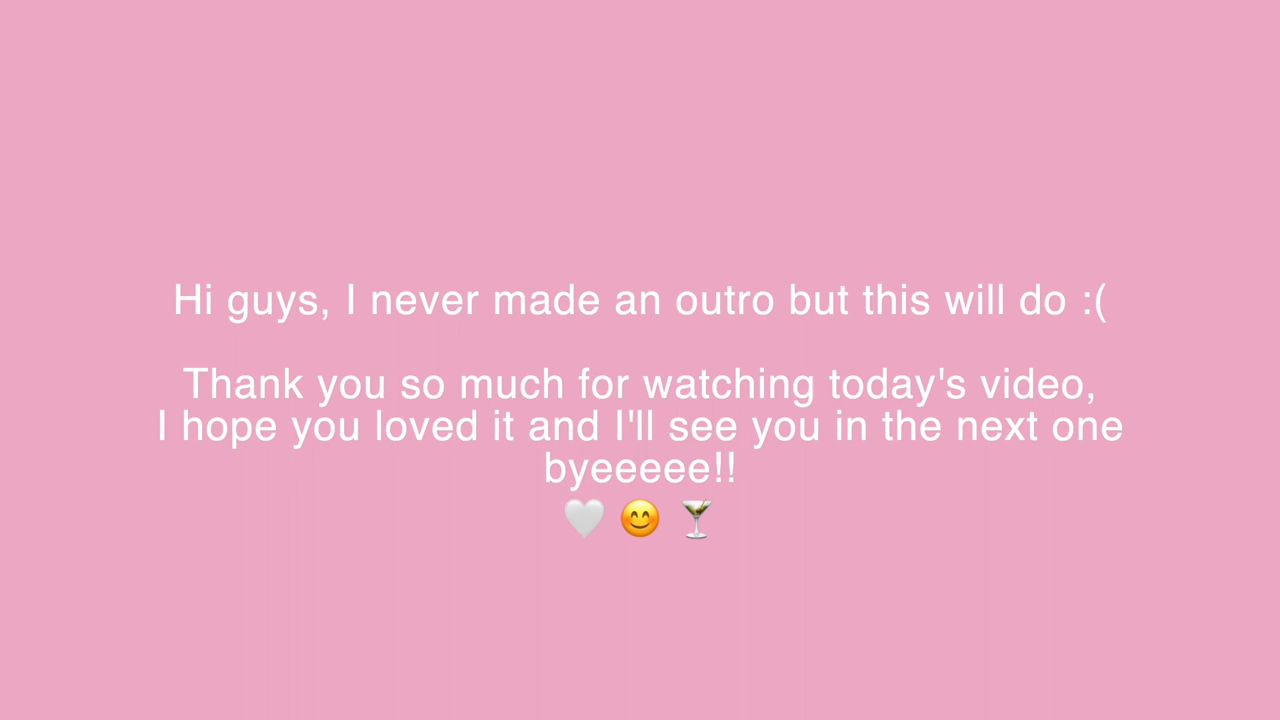 Hi guys, I never made an outro but this will do :(
Thank you so much for watching today's video,
I hope you loved it and I'll see you in the next one
byeeeee!!
🤍 😊 🍸